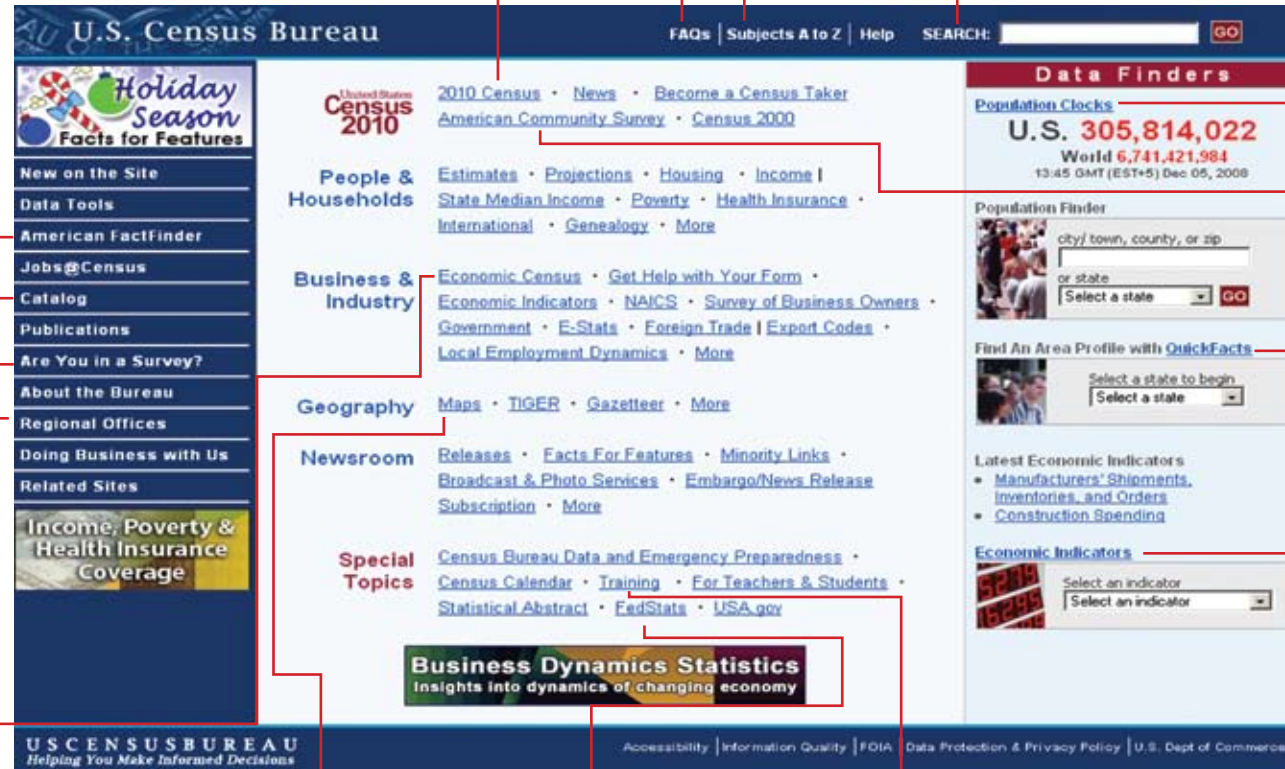 U.S. Census Bureau
FAQs | Subjects A to Z | Help SEARCH: GO
Holiday
Season
Facts for Features
New on the Site
Data Tools
American FactFinder
Jobs@Census
Catalog
Publications
Are You in a Survey?
About the Bureau
Regional Offices
Doing Business with Us
Related Sites
Income, Poverty &
Health Insurance
Coverage
United States
Census
2010
2010 Census · News · Become a Census Taker
American Community Survey · Census 2000
People &
Households
Estimates · Projections · Housing · Income |
State Median Income · Poverty · Health Insurance ·
International · Genealogy · More
Business &
Industry
Economic Census · Get Help with Your Form ·
Economic Indicators · NAICS · Survey of Business Owners ·
Government · E-Stats · Foreign Trade | Export Codes ·
Local Employment Dynamics · More
Geography
Maps · TIGER · Gazetteer · More
Newsroom
Releases · Facts For Features · Minority Links ·
Broadcast & Photo Services · Embargo/News Release
Subscription · More
Special
Topics
Census Bureau Data and Emergency Preparedness ·
Census Calendar · Training · For Teachers & Students ·
Statistical Abstract · FedStats · USA.gov
Business Dynamics Statistics
Insights into dynamics of changing economy
Data Finders
Population Clocks
U.S. 305,814,022
World 6,741,421,984
13:45 GMT (EST+5) Dec 05, 2008
Population Finder
city/ town, county, or zip
or state
Select a state GO
Find An Area Profile with QuickFacts
Select a state to begin
Select a state
Latest Economic Indicators
• Manufacturers' Shipments,
Inventories, and Orders
• Construction Spending
Economic Indicators
Select an indicator
Select an indicator
USCENSUSBUREAU
Helping You Make Informed Decisions
Accessibility | Information Quality | FOIA | Data Protection & Privacy Policy | U.S. Dept of Commerce